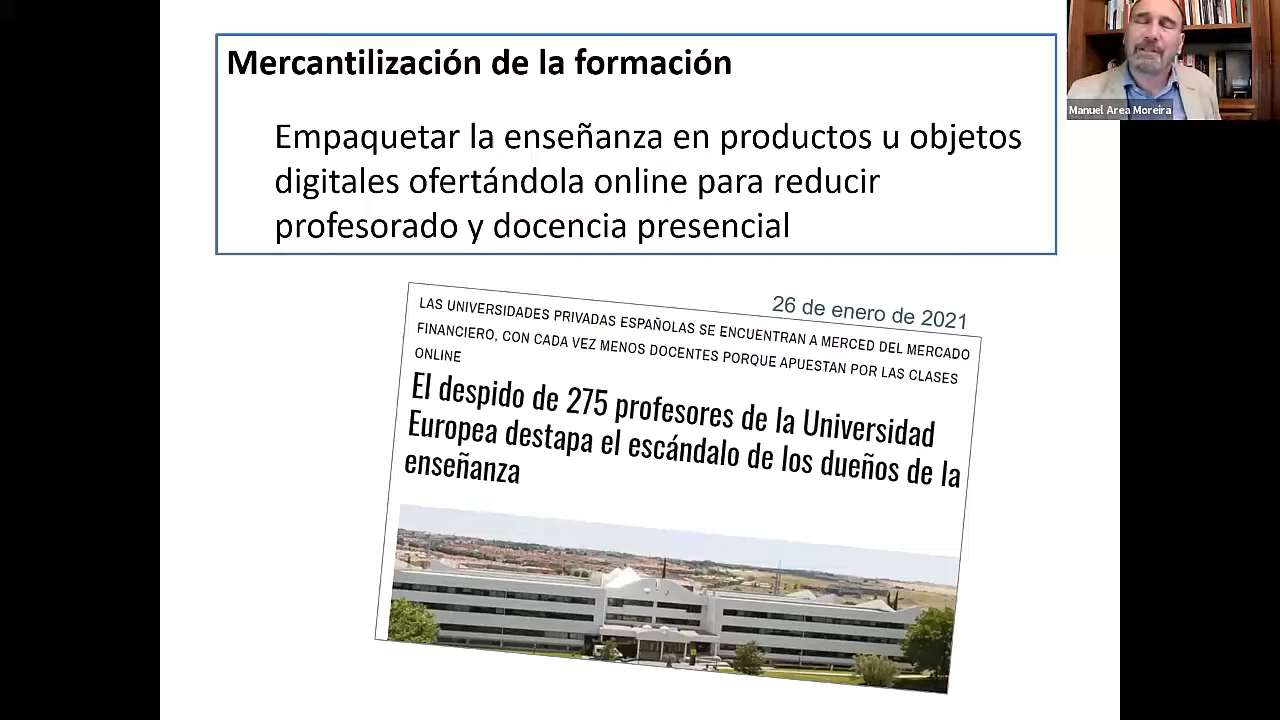 Mercantilización de la formación
Empaquetar la enseñanza en productos u objetos
digitales ofertándola online para reducir
profesorado y docencia presencial
Manuel Area Moreira
26 de enero de 2021
LAS UNIVERSIDADES PRIVADAS ESPAÑOLAS SE ENCUENTRAN A MERCED DEL MERCADO
FINANCIERO, CON CADA VEZ MENOS DOCENTES PORQUE APUESTAN POR LAS CLASES
ONLINE
El despido de 275 profesores de la Universidad
Europea destapa el escándalo de los dueños de la
enseñanza